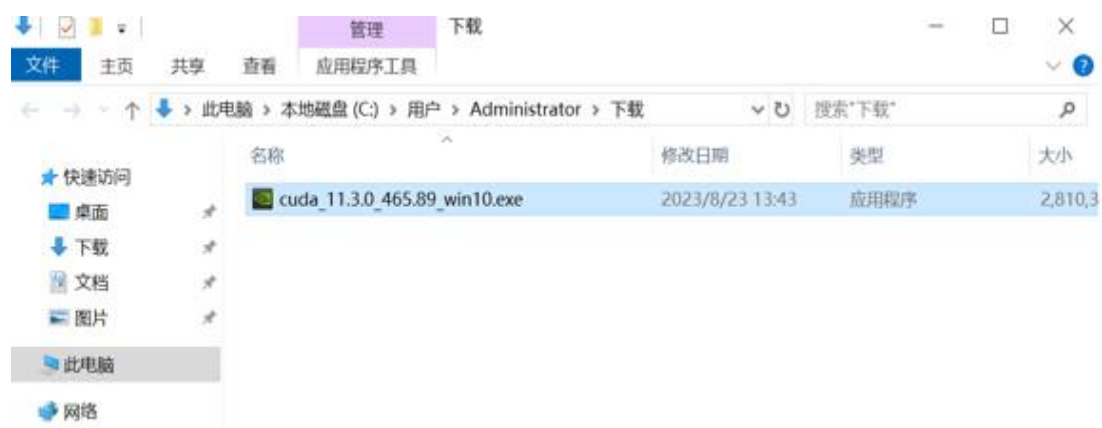 管理 下载
文件 主页 共享 查看 应用程序工具
此电脑 › 本地磁盘 (C:) › 用户 › Administrator › 下载 搜索"下载"
名称 修改日期 类型 大小
快速访问
cuda_11.3.0_465.89_win10.exe 2023/8/23 13:43 应用程序 2,810,3
桌面
下载
文档
图片
此电脑
网络